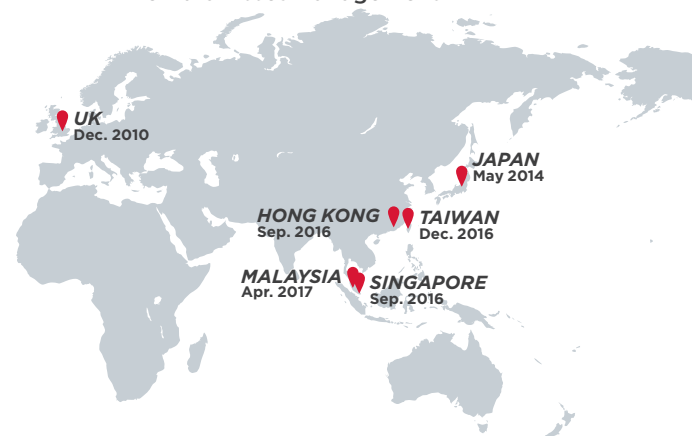 UK
Dec. 2010
JAPAN
May 2014
HONG KONG
Sep. 2016
TAIWAN
Dec. 2016
MALAYSIA
Apr. 2017
SINGAPORE
Sep. 2016